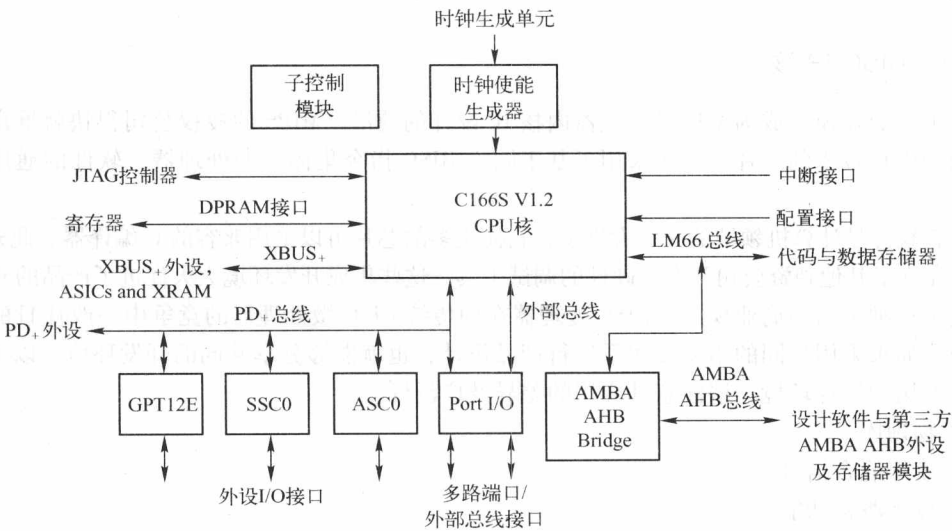 时钟生成单元
子控制
模块
时钟使能
生成器
JTAG控制器
C166S V1.2
CPU核
中断接口
寄存器
DPRAM接口
配置接口
XBUS+外设，
ASICs and XRAM
XBUS+
LM66总线
代码与数据存储器
PD+外设
PD+总线
外部总线
GPT12E
SSC0
ASC0
Port I/O
AMBA
AHB
Bridge
AMBA
AHB总线
设计软件与第三方
AMBA AHB外设
及存储器模块
外设I/O接口
多路端口/
外部总线接口